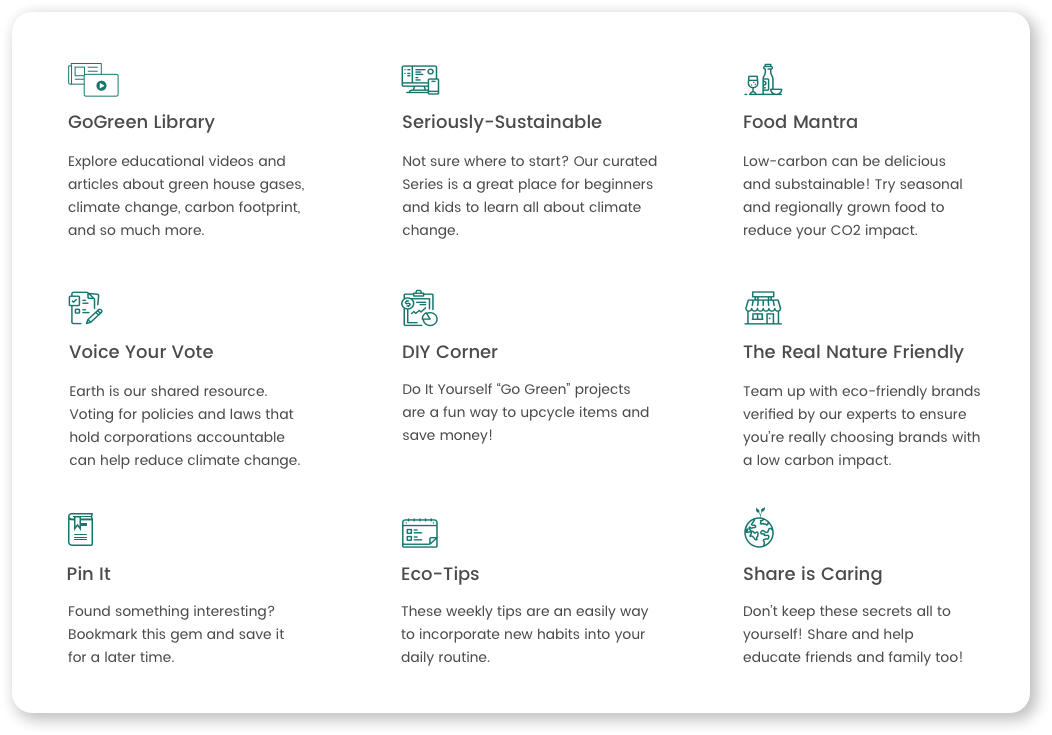 GoGreen Library
Explore educational videos and
articles about green house gases,
climate change, carbon footprint,
and so much more.
Seriously-Sustainable
Not sure where to start? Our curated
Series is a great place for beginners
and kids to learn all about climate
change.
Food Mantra
Low-carbon can be delicious
and substainable! Try seasonal
and regionally grown food to
reduce your CO2 impact.
Voice Your Vote
Earth is our shared resource.
Voting for policies and laws that
hold corporations accountable
can help reduce climate change.
DIY Corner
Do It Yourself “Go Green” projects
are a fun way to upcycle items and
save money!
The Real Nature Friendly
Team up with eco-friendly brands
verified by our experts to ensure
you’re really choosing brands with
a low carbon impact.
Pin It
Found something interesting?
Bookmark this gem and save it
for a later time.
Eco-Tips
These weekly tips are an easily way
to incorporate new habits into your
daily routine.
Share is Caring
Don’t keep these secrets all to
yourself! Share and help
educate friends and family too!